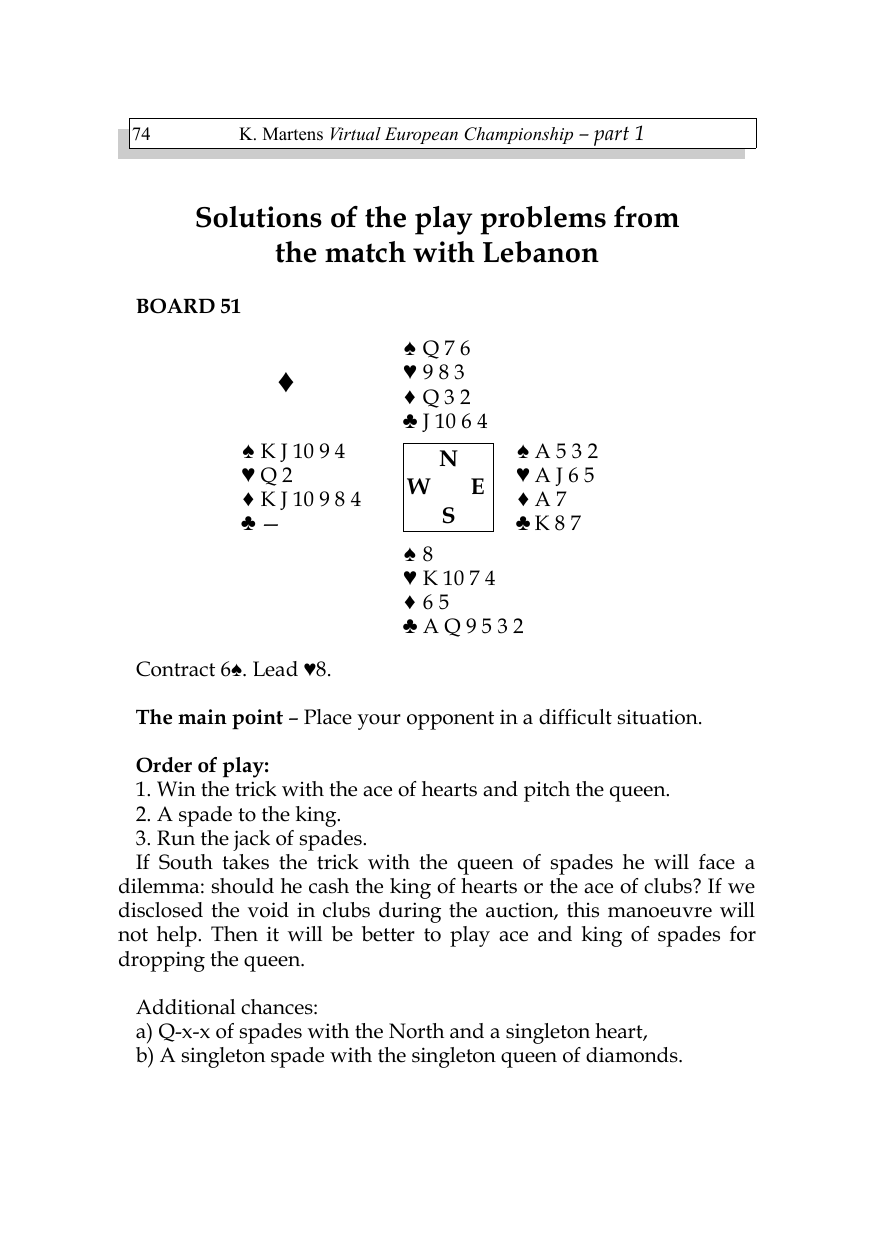 74 K. Martens Virtual European Championship – part 1
Solutions of the play problems from
the match with Lebanon
BOARD 51
♦
♠ Q 7 6
♥ 9 8 3
♦ Q 3 2
♣ J 10 6 4
♠ K J 10 9 4
♥ Q 2
♦ K J 10 9 8 4
♣ —
N
W E
S
♠ A 5 3 2
♥ A J 6 5
♦ A 7
♣ K 8 7
♠ 8
♥ K 10 7 4
♦ 6 5
♣ A Q 9 5 3 2
Contract 6♠. Lead ♥8.
The main point – Place your opponent in a difficult situation.
Order of play:
1. Win the trick with the ace of hearts and pitch the queen.
2. A spade to the king.
3. Run the jack of spades.
If South takes the trick with the queen of spades he will face a
dilemma: should he cash the king of hearts or the ace of clubs? If we
disclosed the void in clubs during the auction, this manoeuvre will
not help. Then it will be better to play ace and king of spades for
dropping the queen.
Additional chances:
a) Q-x-x of spades with the North and a singleton heart,
b) A singleton spade with the singleton queen of diamonds.